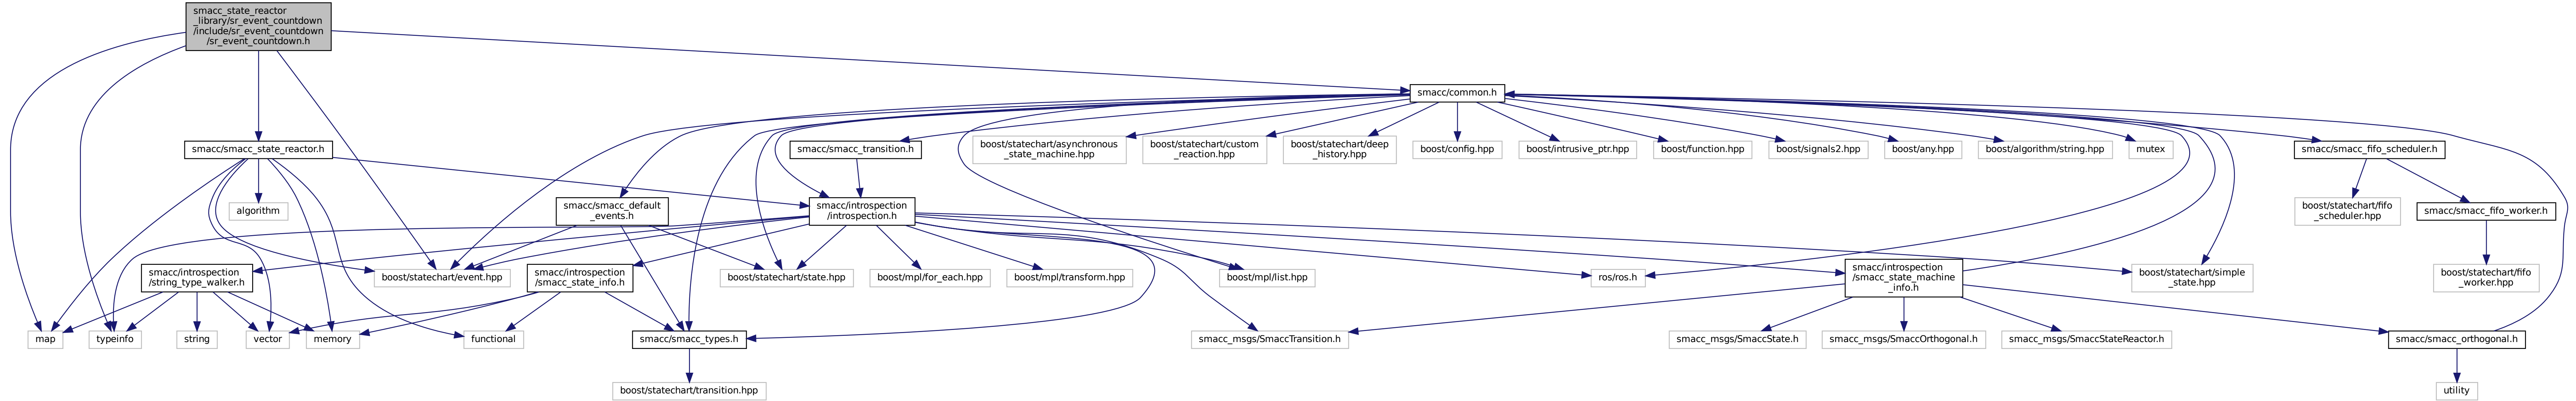 smacc_state_reactor
_library/sr_event_countdown
/include/sr_event_countdown
/sr_event_countdown.h
smacc/common.h
smacc/smacc_state_reactor.h
smacc/smacc_transition.h
boost/statechart/asynchronous
_state_machine.hpp
boost/statechart/custom
_reaction.hpp
boost/statechart/deep
_history.hpp
boost/config.hpp
boost/intrusive_ptr.hpp
boost/function.hpp
boost/signals2.hpp
boost/any.hpp
boost/algorithm/string.hpp
mutex
smacc/smacc_fifo_scheduler.h
algorithm
smacc/smacc_default
_events.h
smacc/introspection
/introspection.h
boost/statechart/fifo
_scheduler.hpp
smacc/smacc_fifo_worker.h
smacc/introspection
/string_type_walker.h
boost/statechart/event.hpp
smacc/introspection
/smacc_state_info.h
boost/statechart/state.hpp
boost/mpl/for_each.hpp
boost/mpl/transform.hpp
boost/mpl/list.hpp
ros/ros.h
smacc/introspection
/smacc_state_machine
_info.h
boost/statechart/simple
_state.hpp
boost/statechart/fifo
_worker.hpp
map
typeinfo
string
vector
memory
functional
smacc/smacc_types.h
smacc_msgs/SmaccTransition.h
smacc_msgs/SmaccState.h
smacc_msgs/SmaccOrthogonal.h
smacc_msgs/SmaccStateReactor.h
smacc/smacc_orthogonal.h
boost/statechart/transition.hpp
utility